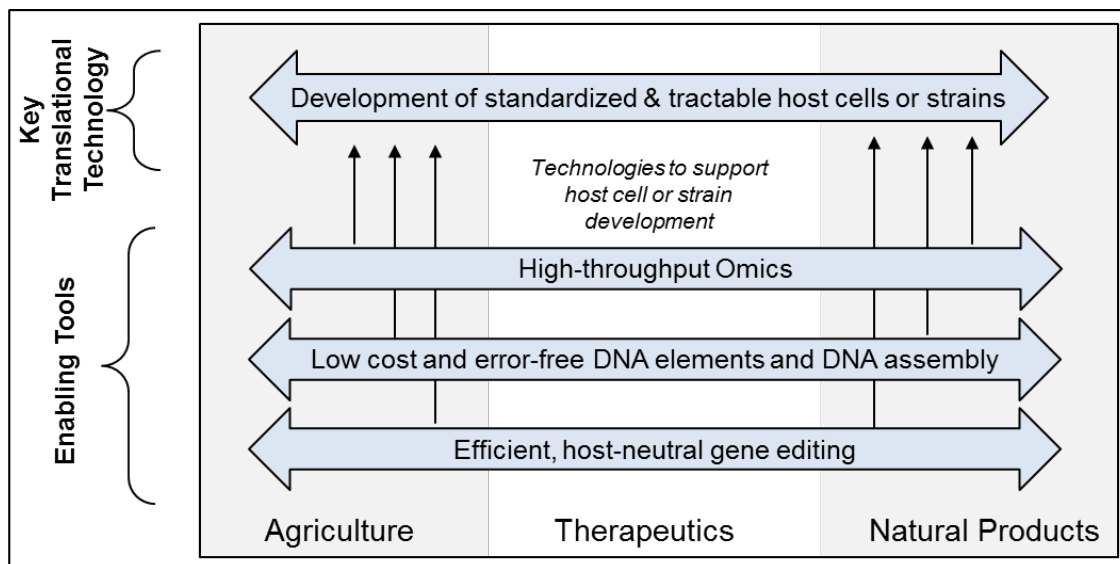 Key
Translational
Technology
Development of standardized & tractable host cells or strains
Technologies to support
host cell or strain
development
Enabling Tools
High-throughput Omics
Low cost and error-free DNA elements and DNA assembly
Efficient, host-neutral gene editing
Agriculture
Therapeutics
Natural Products